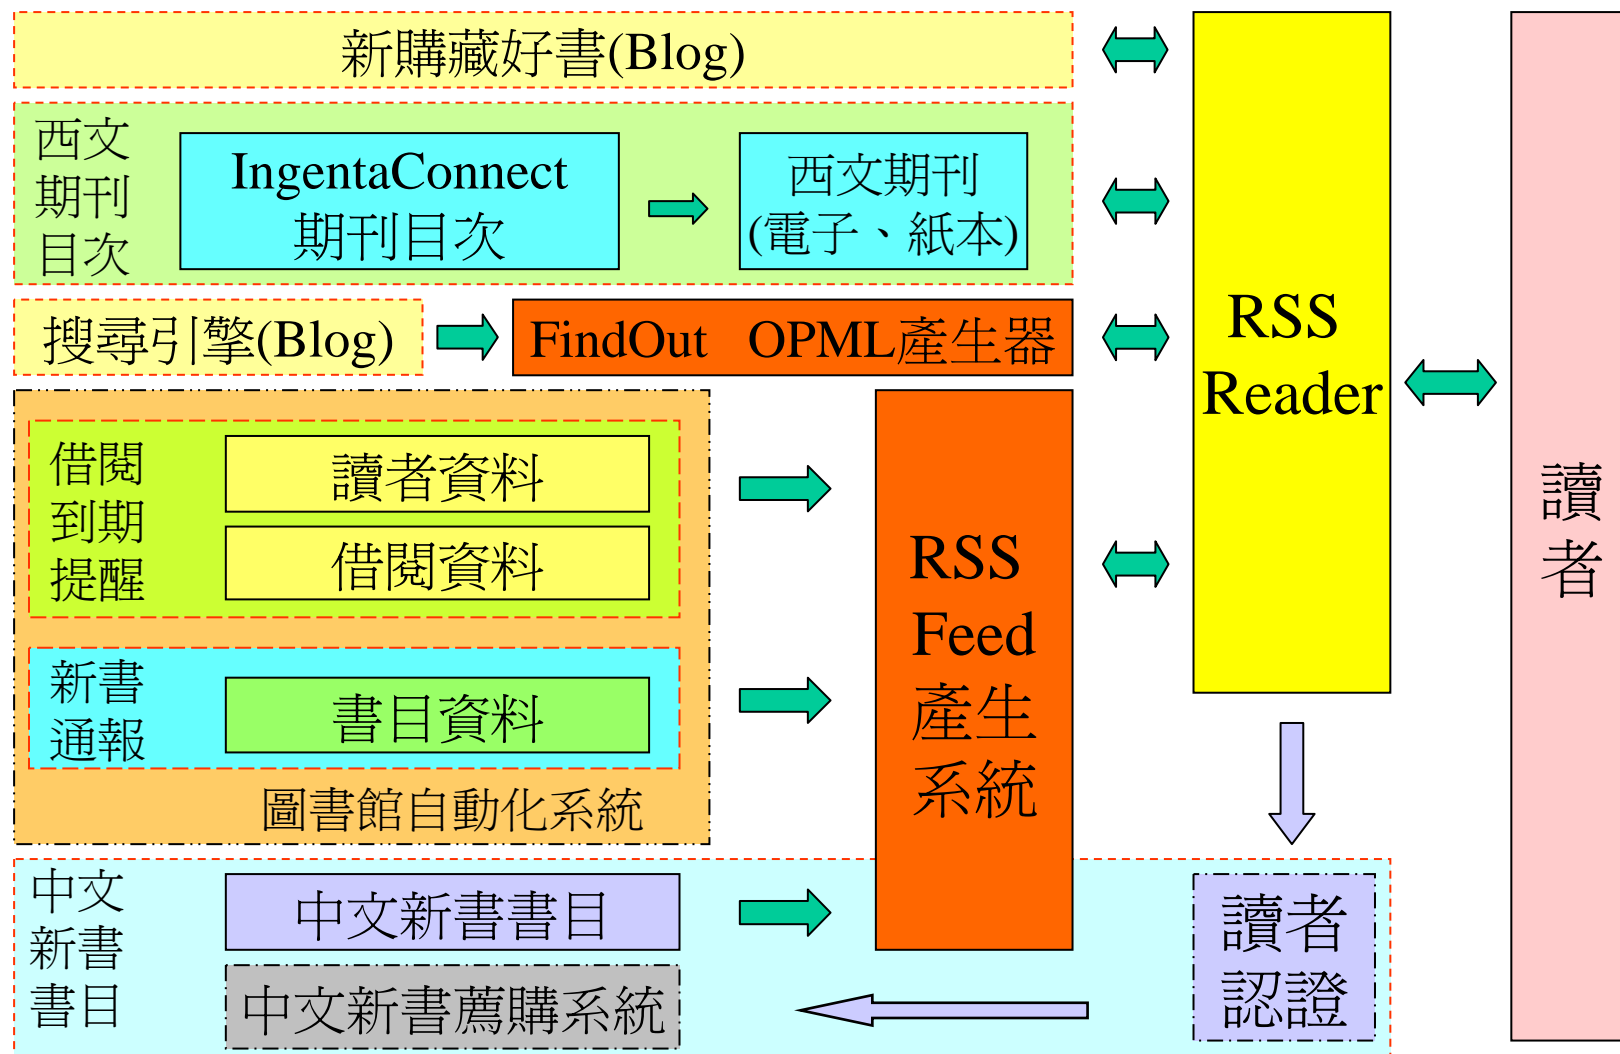 新購藏好書(Blog)
西文
期刊
目次
IngentaConnect
期刊目次
西文期刊
(電子、紙本)
搜尋引擎(Blog)
FindOut OPML產生器
借閱
到期
提醒
讀者資料
借閱資料
新書
通報
書目資料
圖書館自動化系統
RSS
Feed
產生
系統
RSS
Reader
讀
者
中文
新書
書目
中文新書書目
中文新書薦購系統
讀者
認證